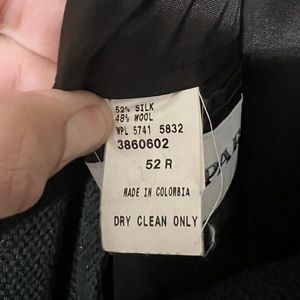 52% SILK
48% WOOL
WPL 5741 5832
3860602
52 R
MADE IN COLOMBIA
DRY CLEAN ONLY